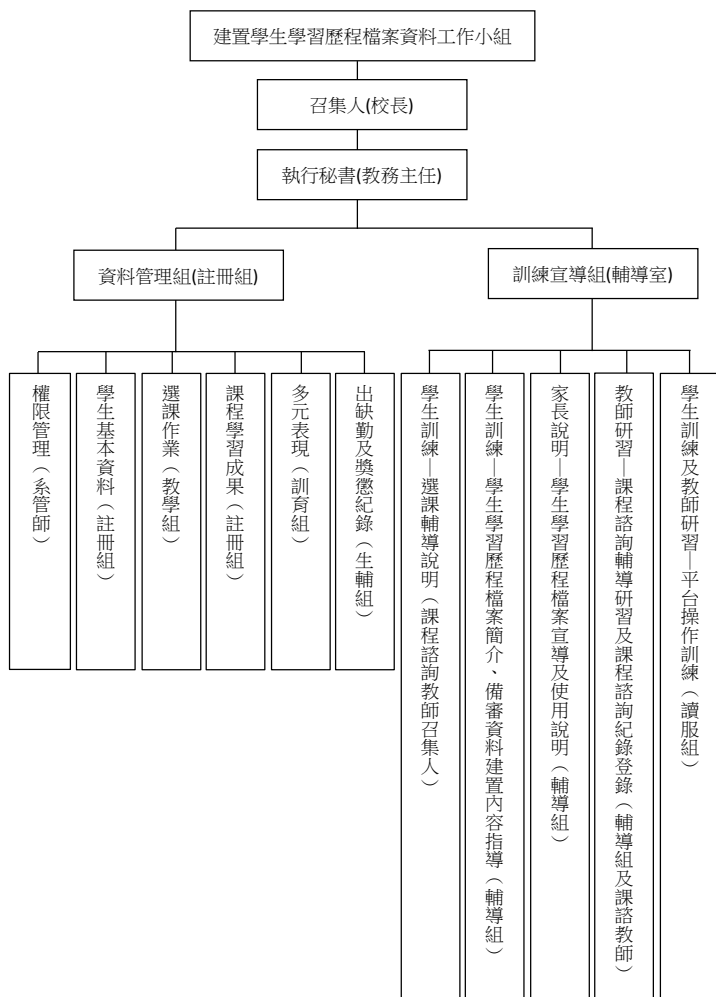 建置學生學習歷程檔案資料工作小組
召集人(校長)
執行秘書(教務主任)
資料管理組(註冊組)
訓練宣導組(輔導室)
權限管理（系管師）
學生基本資料（註冊組）
選課作業（教學組）
課程學習成果（註冊組）
多元表現（訓育組）
出缺勤及獎懲紀錄（生輔組）
學生訓練—選課輔導說明（課程諮詢教師召集人）
學生訓練—學生學習歷程檔案簡介、備審資料建置內容指導（輔導組）
家長說明—學生學習歷程檔案宣導及使用說明（輔導組）
教師研習—課程諮詢輔導研習及課程諮詢紀錄登錄（輔導組及課諮教師）
學生訓練及教師研習—平台操作訓練（讀服組）